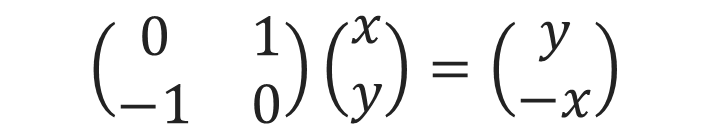 ( 0 1 ) ( x ) = ( y )
( −1 0 ) ( y ) ( −x )